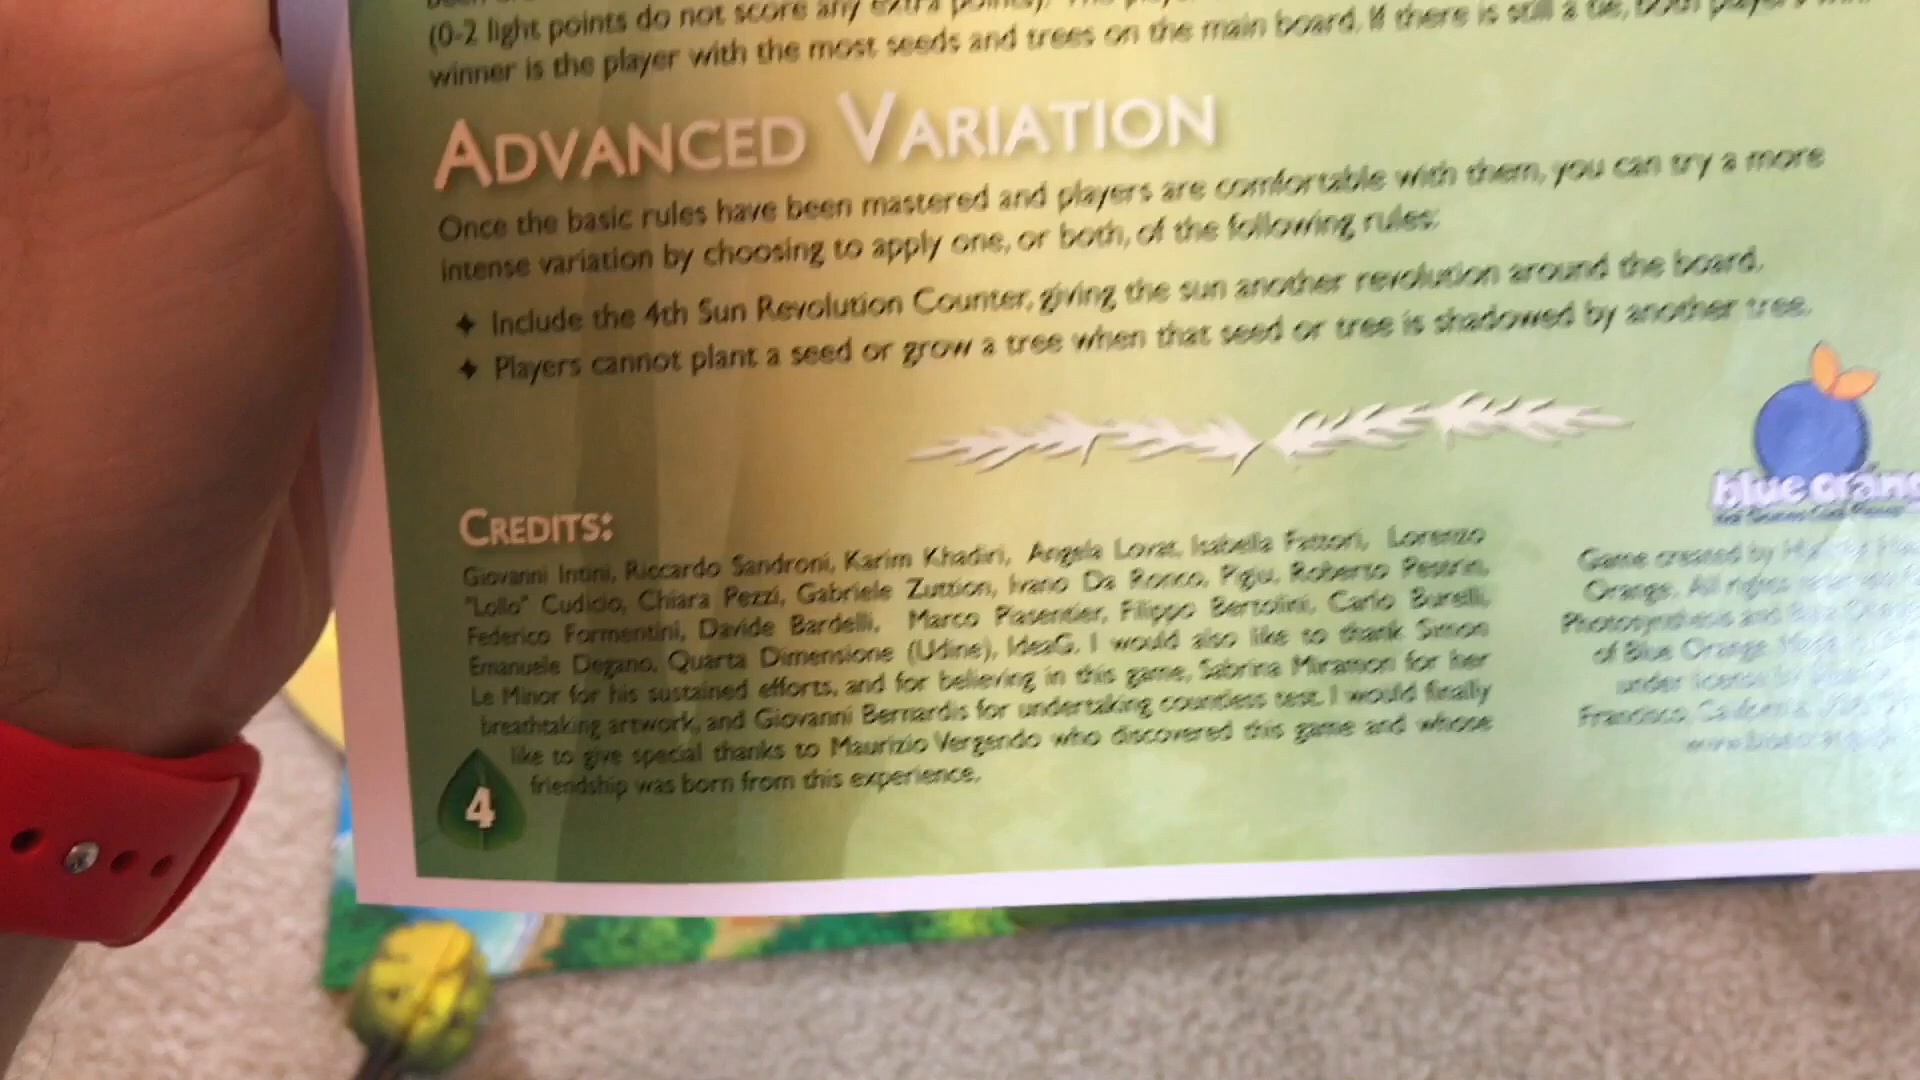 (0-2 light points do not score any extra points). The
winner is the player with the most seeds and trees on the main board. If there is still a tie, both players win.
ADVANCED VARIATION
Once the basic rules have been mastered and players are comfortable with them, you can try a more
intense variation by choosing to apply one, or both, of the following rules:
✦ Include the 4th Sun Revolution Counter, giving the sun another revolution around the board.
✦ Players cannot plant a seed or grow a tree when that seed or tree is shadowed by another tree.
blue orang
CREDITS:
Giovanni Intini, Riccardo Sandroni, Karim Khadiri, Angela Lovat, Isabella Fattori, Lorenzo
"Lollo" Cudicio, Chiara Pezzi, Gabriele Zuttion, Ivano Da Ronco, Pigiu, Roberto Pestrin,
Federico Formentini, Davide Bardelli, Marco Piasentier, Filippo Bertolini, Carlo Burelli,
Emanuele Degano, Quarta Dimensione (Udine), IdeaG. I would also like to thank Simon
Le Minor for his sustained efforts, and for believing in this game, Sabrina Miramon for her
breathtaking artwork, and Giovanni Bernardis for undertaking countless test. I would finally
like to give special thanks to Maurizio Vergendo who discovered this game and whose
friendship was born from this experience.
4
Game created by
Orange. All rights
Photosynthesis and Blue
of Blue Orange
under license
Francisco, California